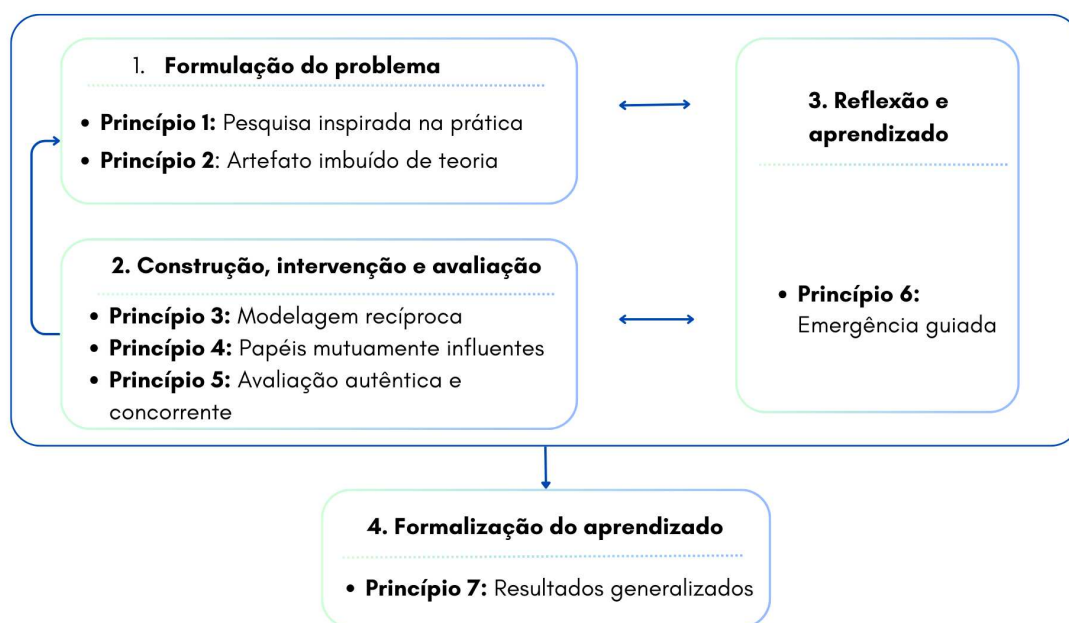 1. Formulação do problema
• Princípio 1: Pesquisa inspirada na prática
• Princípio 2: Artefato imbuído de teoria
2. Construção, intervenção e avaliação
• Princípio 3: Modelagem recíproca
• Princípio 4: Papéis mutuamente influentes
• Princípio 5: Avaliação autêntica e
concorrente
3. Reflexão e
aprendizado
• Princípio 6:
Emergência guiada
4. Formalização do aprendizado
• Princípio 7: Resultados generalizados